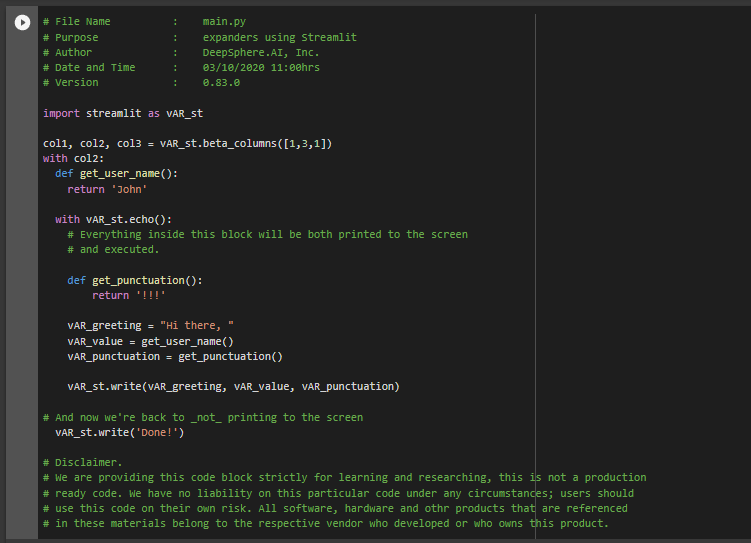 # File Name          :    main.py
# Purpose            :    expanders using Streamlit
# Author             :    DeepSphere.AI, Inc.
# Date and Time      :    03/10/2020 11:00hrs
# Version            :    0.83.0

import streamlit as vAR_st

col1, col2, col3 = vAR_st.beta_columns([1,3,1])
with col2:
  def get_user_name():
    return 'John'

  with vAR_st.echo():
    # Everything inside this block will be both printed to the screen
    # and executed.

    def get_punctuation():
        return '!!!'

    vAR_greeting = "Hi there, "
    vAR_value = get_user_name()
    vAR_punctuation = get_punctuation()

    vAR_st.write(vAR_greeting, vAR_value, vAR_punctuation)

# And now we're back to _not_ printing to the screen
  vAR_st.write('Done!')

# Disclaimer.
# We are providing this code block strictly for learning and researching, this is not a production
# ready code. We have no liability on this particular code under any circumstances; users should
# use this code on their own risk. All software, hardware and othr products that are referenced
# in these materials belong to the respective vendor who developed or who owns this product.